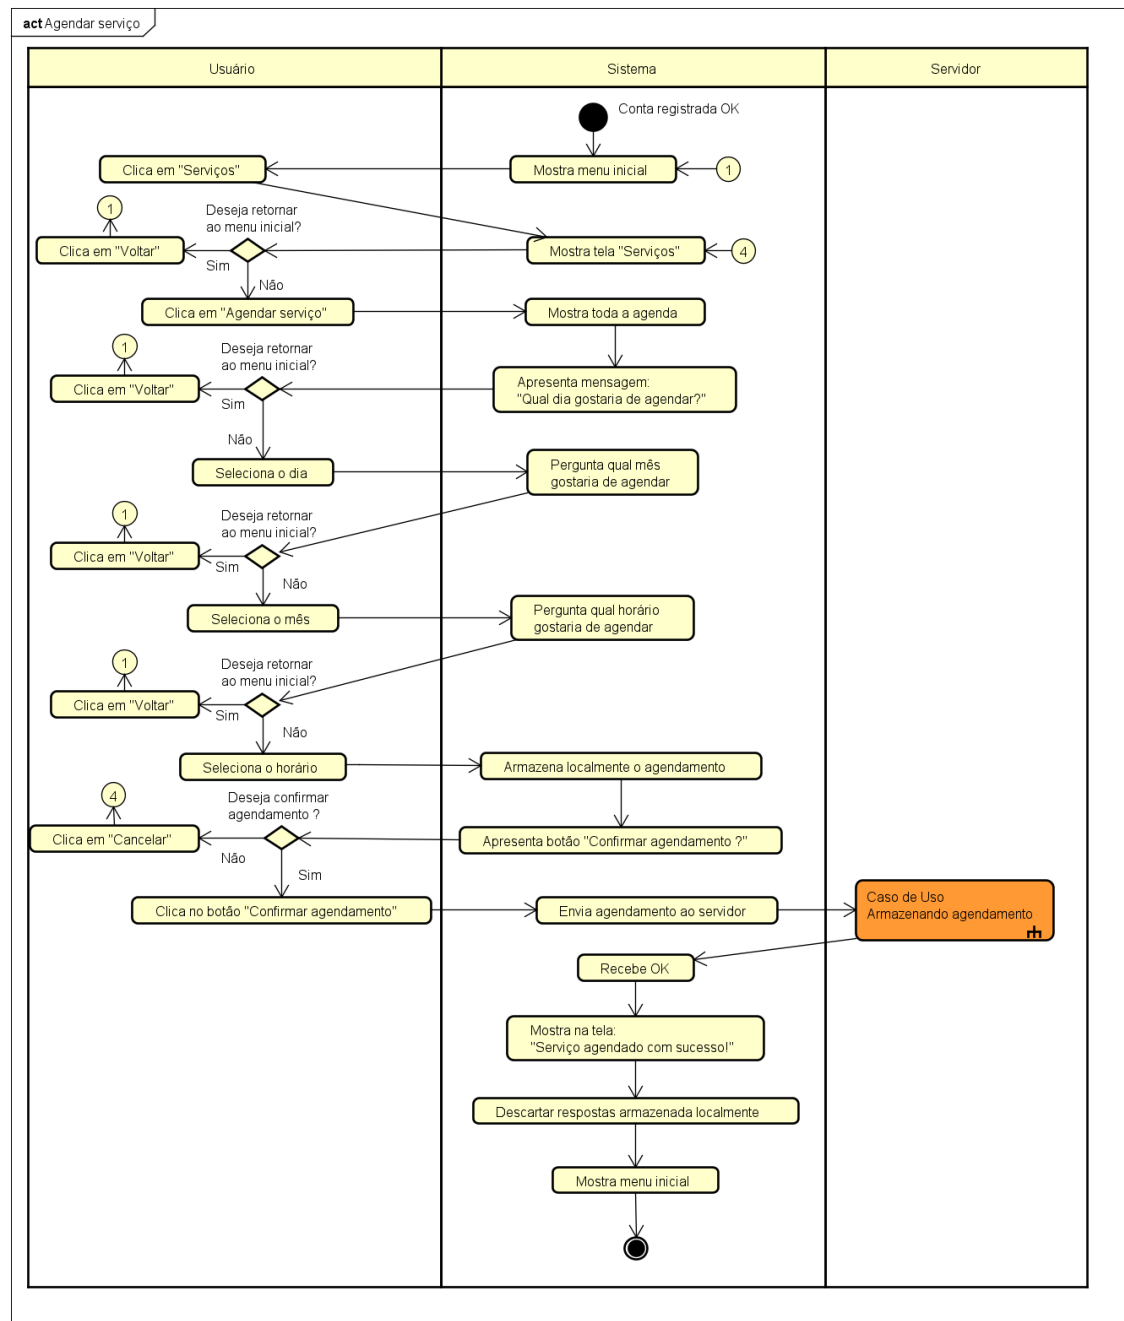 act Agendar serviço
Usuário
Sistema
Servidor
Conta registrada OK
Clica em "Serviços"
Mostra menu inicial
1
1
Deseja retornar
ao menu inicial?
Clica em "Voltar"
Sim
Mostra tela "Serviços"
4
Não
Clica em "Agendar serviço"
Mostra toda a agenda
1
Deseja retornar
ao menu inicial?
Clica em "Voltar"
Sim
Apresenta mensagem:
"Qual dia gostaria de agendar?"
Não
Seleciona o dia
Pergunta qual mês
gostaria de agendar
1
Deseja retornar
ao menu inicial?
Clica em "Voltar"
Sim
Não
Seleciona o mês
Pergunta qual horário
gostaria de agendar
1
Deseja retornar
ao menu inicial?
Clica em "Voltar"
Sim
Não
Seleciona o horário
Armazena localmente o agendamento
4
Deseja confirmar
agendamento ?
Clica em "Cancelar"
Não
Apresenta botão "Confirmar agendamento ?"
Sim
Clica no botão "Confirmar agendamento"
Envia agendamento ao servidor
Caso de Uso
Armazenando agendamento
Recebe OK
Mostra na tela:
"Serviço agendado com sucesso!"
Descartar respostas armazenada localmente
Mostra menu inicial